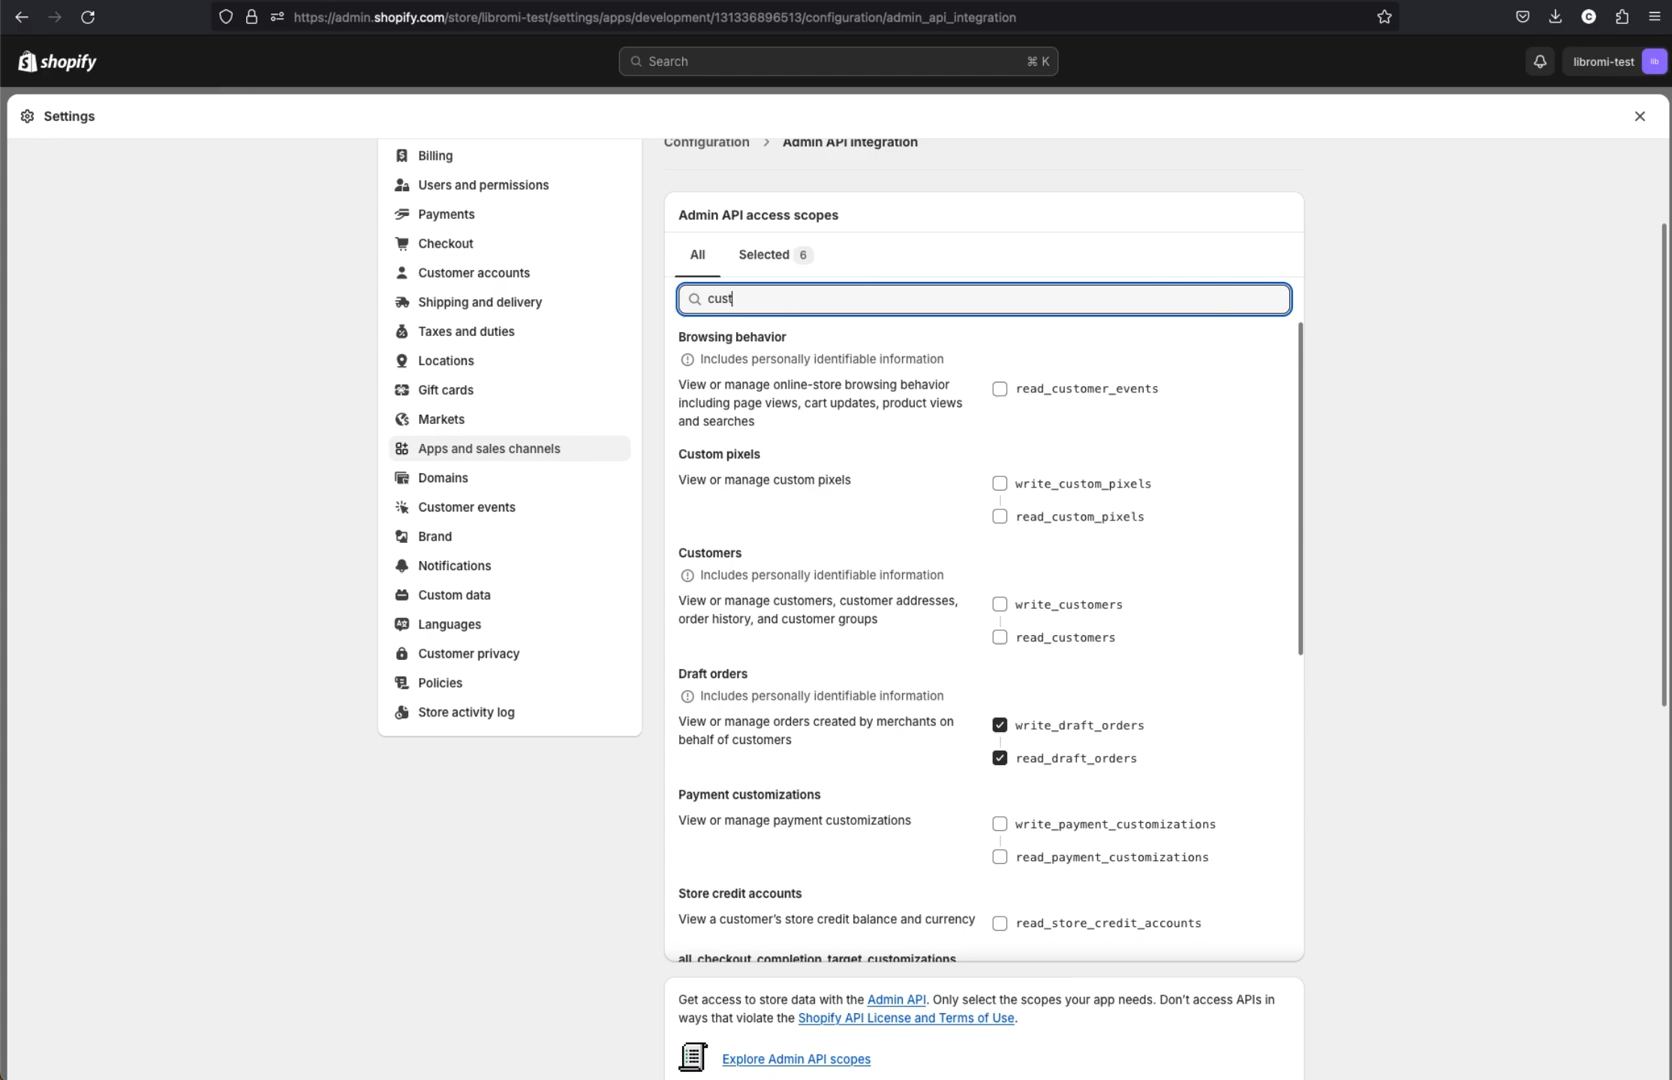 https://admin.shopify.com/store/libromi-test/settings/apps/development/131336896513/configuration/admin_api_integration
shopify
Search
⌘ K
libromi-test
lib
Settings
Billing
Users and permissions
Payments
Checkout
Customer accounts
Shipping and delivery
Taxes and duties
Locations
Gift cards
Markets
Apps and sales channels
Domains
Customer events
Brand
Notifications
Custom data
Languages
Customer privacy
Policies
Store activity log
Configuration > Admin API integration
Admin API access scopes
All
Selected 6
cust
Browsing behavior
Includes personally identifiable information
View or manage online-store browsing behavior
including page views, cart updates, product views
and searches
read_customer_events
Custom pixels
View or manage custom pixels
write_custom_pixels
read_custom_pixels
Customers
Includes personally identifiable information
View or manage customers, customer addresses,
order history, and customer groups
write_customers
read_customers
Draft orders
Includes personally identifiable information
View or manage orders created by merchants on
behalf of customers
write_draft_orders
read_draft_orders
Payment customizations
View or manage payment customizations
write_payment_customizations
read_payment_customizations
Store credit accounts
View a customer's store credit balance and currency
read_store_credit_accounts
all_checkout_completion_target_customizations
Get access to store data with the Admin API. Only select the scopes your app needs. Don't access APIs in
ways that violate the Shopify API License and Terms of Use.
Explore Admin API scopes